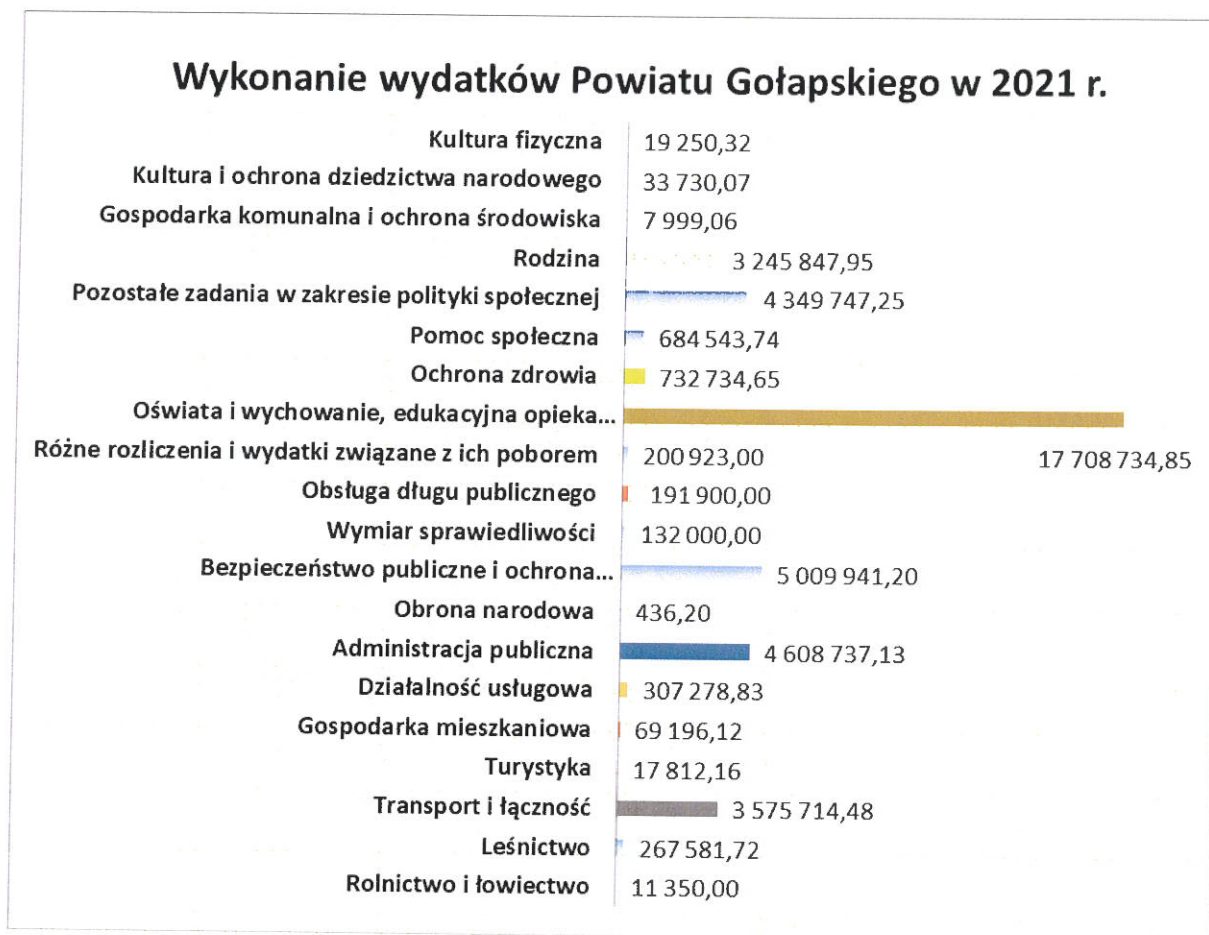 Wykonanie wydatków Powiatu Gołapskiego w 2021 r.
Kultura fizyczna 19 250,32
Kultura i ochrona dziedzictwa narodowego 33 730,07
Gospodarka komunalna i ochrona środowiska 7 999,06
Rodzina 3 245 847,95
Pozostałe zadania w zakresie polityki społecznej 4 349 747,25
Pomoc społeczna 684 543,74
Ochrona zdrowia 732 734,65
Oświata i wychowanie, edukacyjna opieka...
Różne rozliczenia i wydatki związane z ich poborem 200 923,00 17 708 734,85
Obsługa długu publicznego 191 900,00
Wymiar sprawiedliwości 132 000,00
Bezpieczeństwo publiczne i ochrona... 5 009 941,20
Obrona narodowa 436,20
Administracja publiczna 4 608 737,13
Działalność usługowa 307 278,83
Gospodarka mieszkaniowa 69 196,12
Turystyka 17 812,16
Transport i łączność 3 575 714,48
Leśnictwo 267 581,72
Rolnictwo i łowiectwo 11 350,00